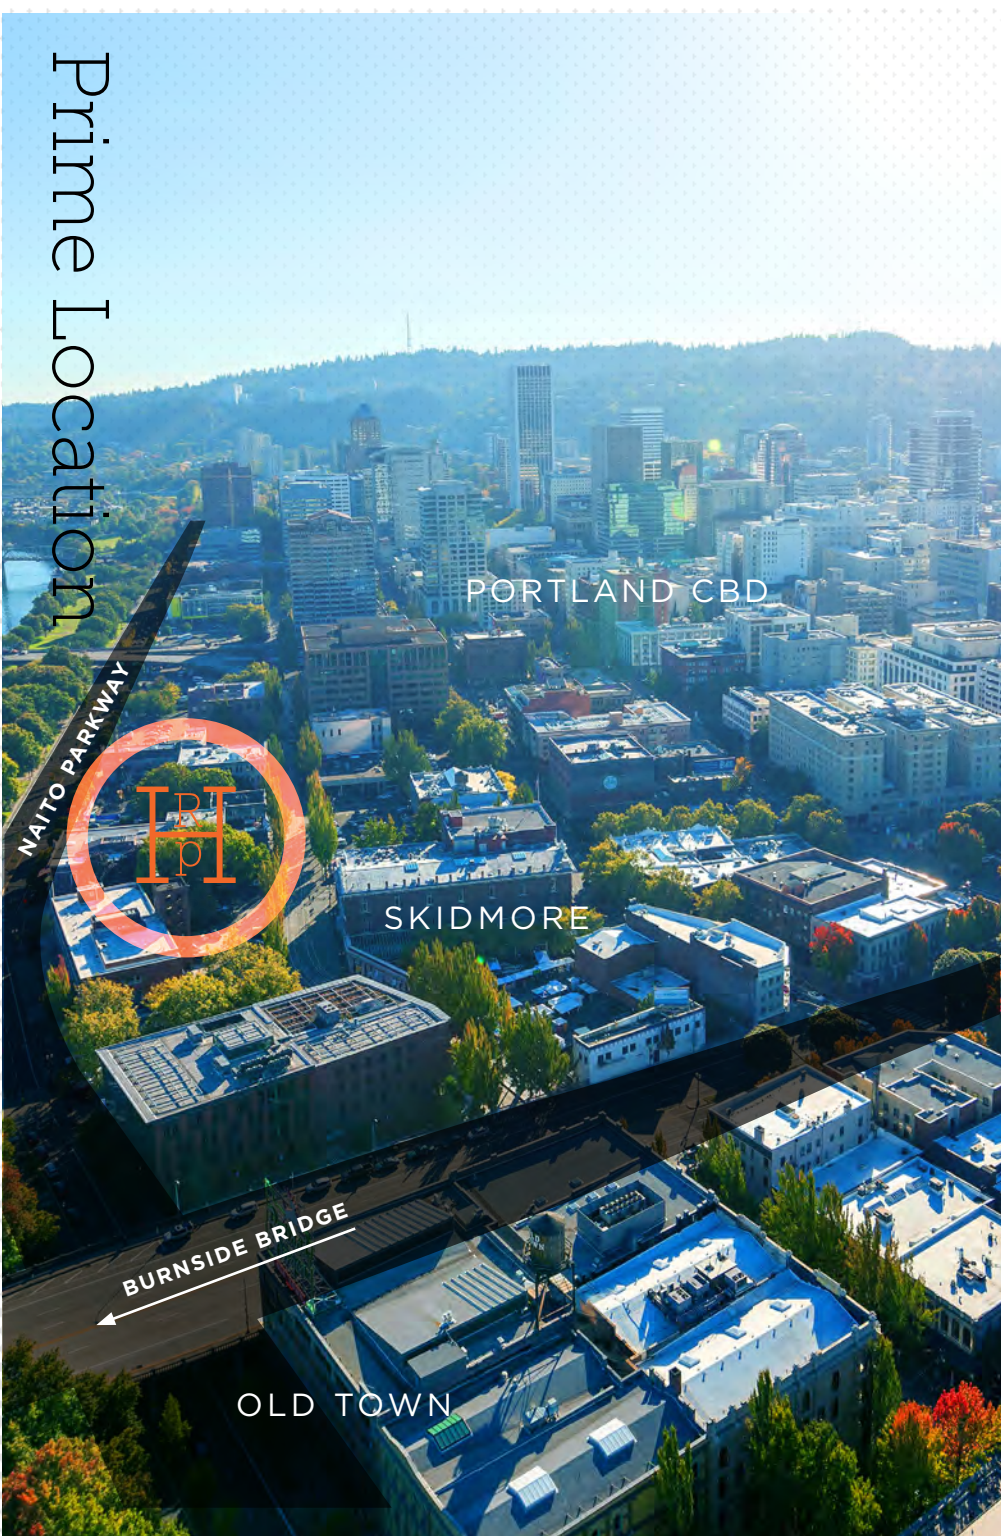 Prime Location
PORTLAND CBD
NAITO PARKWAY
H
R
P
SKIDMORE
BURNSIDE BRIDGE
OLD TOWN